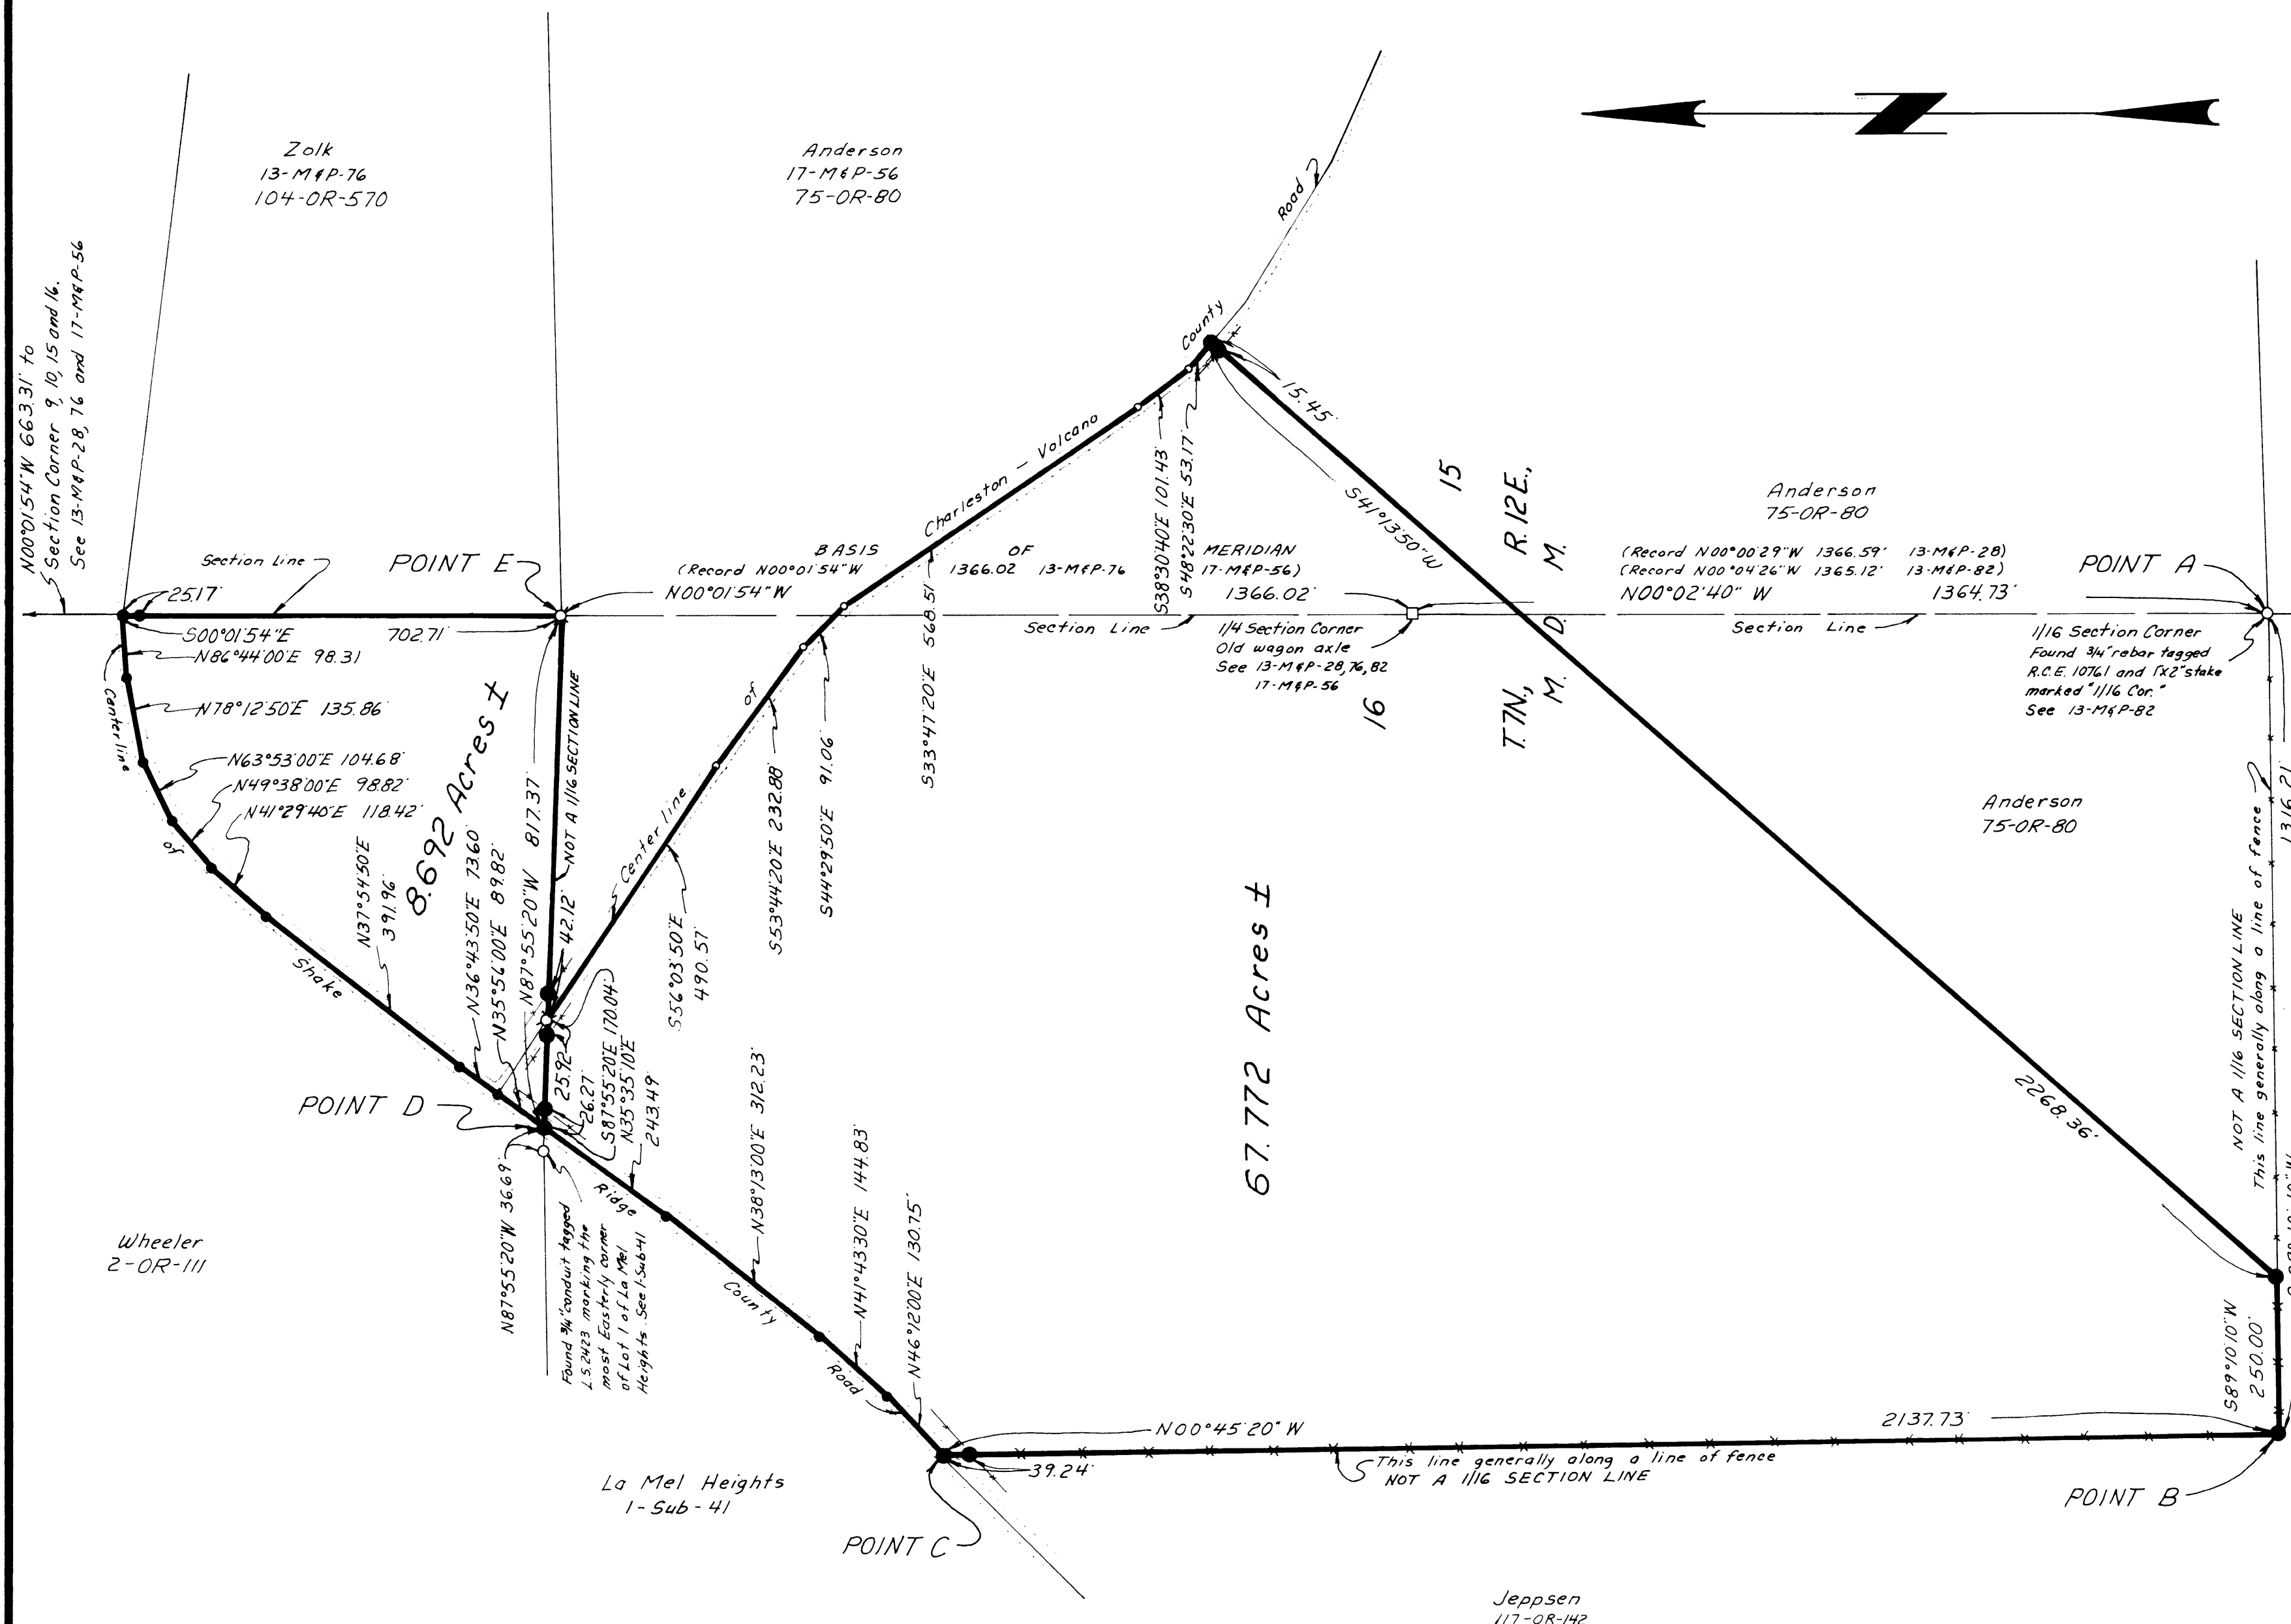 Zolk
13-M&P-76
104-OR-570
Anderson
17-M&P-56
75-OR-80
Z
N00°01'54"W 663.31' to
Section Corner 9, 10, 15 and 16.
See 13-M&P-28, 76 and 17-M&P-56
Road
County
Charleston - Volcano
of
Center line
Section Line
POINT E
25.17'
S00°01'54"E 702.71'
N86°44'00"E 98.31
N78°12'50"E 135.86'
N63°53'00"E 104.68'
N49°38'00"E 98.82'
N41°29'40"E 118.42'
N37°54'50"E
391.96'
N36°43'50"E 73.60'
N35°56'00"E 89.82'
N87°55'20"W 817.37'
NOT A 1/16 SECTION LINE
42.12'
8.692 Acres ±
Centerline
of
Shake
Ridge
County
Road
BASIS OF MERIDIAN
(Record N00°01'54"W 1366.02 13-M&P-76 17-M&P-56)
N00°01'54"W 1366.02'
Section Line
1/4 Section Corner
Old wagon axle
See 13-M&P-28,76,82
17-M&P-56
15.45'
S41°13'50"W
2268.36'
S38°30'40"E 101.43'
S48°22'30"E 53.17'
S33°47'20"E 568.51'
S44°29'50"E 91.06'
S53°44'20"E 232.88'
S56°03'50"E
490.57'
15
16
R.12E.,
M.
T.7N.,
M. D.
Anderson
75-OR-80
(Record N00°00'29"W 1366.59' 13-M&P-28)
(Record N00°04'26"W 1365.12' 13-M&P-82)
N00°02'40" W 1364.73'
Section Line
POINT A
1/16 Section Corner
Found 3/4" rebar tagged
R.C.E. 10761 and 1"x2" stake
marked "1/16 Cor."
See 13-M&P-82
Anderson
75-OR-80
1316.21'
NOT A 1/16 SECTION LINE
This line generally along a line of fence
67.772 Acres ±
25.92'
26.27'
S87°55'20"E 170.04'
N35°35'10"E
243.49'
POINT D
N87°55'20"W 36.69'
Found 3/4" conduit tagged
L.S. 2423 marking the
most Easterly corner
of Lot 1 of La Mel
Heights. See 1-Sub-41
N38°13'00"E 312.23'
N41°43'30"E 144.83'
N46°12'00"E 130.75'
Wheeler
2-OR-111
S89°10'10"W
250.00'
N00°45'20" W 2137.73'
39.24'
This line generally along a line of fence
NOT A 1/16 SECTION LINE
La Mel Heights
1-Sub-41
POINT C
POINT B
Jeppsen
117-OR-142